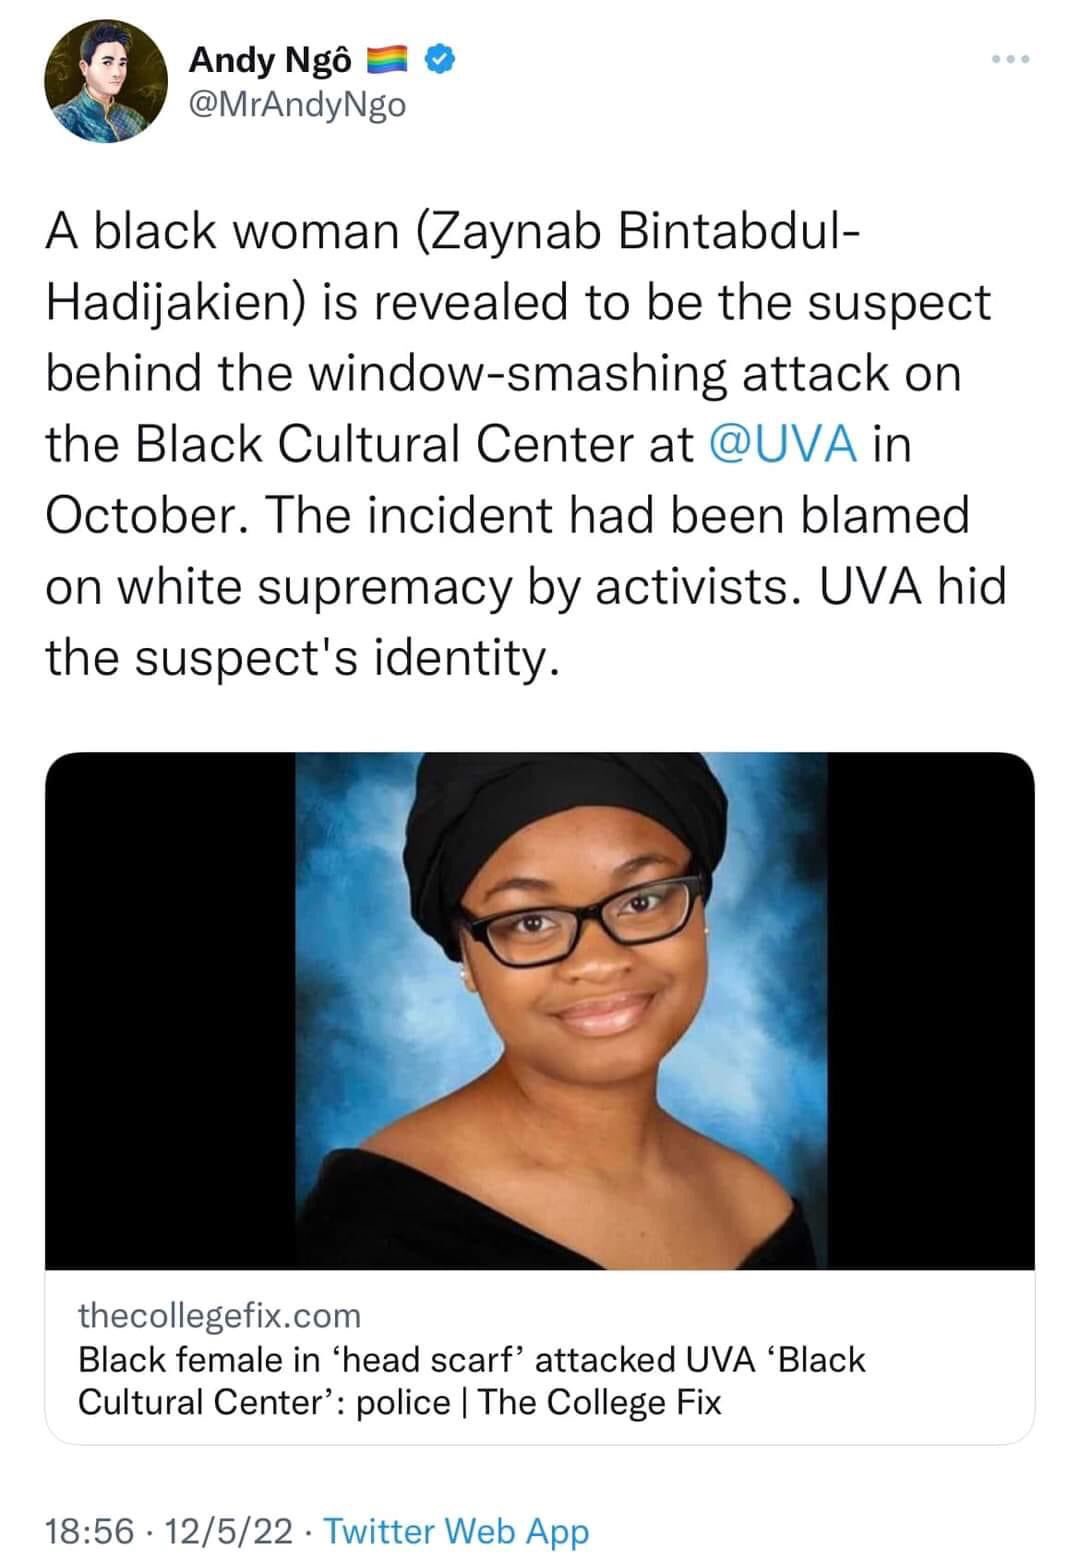 Andy Ngô 🏳️‍🌈
@MrAndyNgo
A black woman (Zaynab Bintabdul-
Hadijakien) is revealed to be the suspect
behind the window-smashing attack on
the Black Cultural Center at @UVA in
October. The incident had been blamed
on white supremacy by activists. UVA hid
the suspect's identity.
thecollegefix.com
Black female in ‘head scarf’ attacked UVA ‘Black
Cultural Center’: police | The College Fix
18:56 · 12/5/22 · Twitter Web App